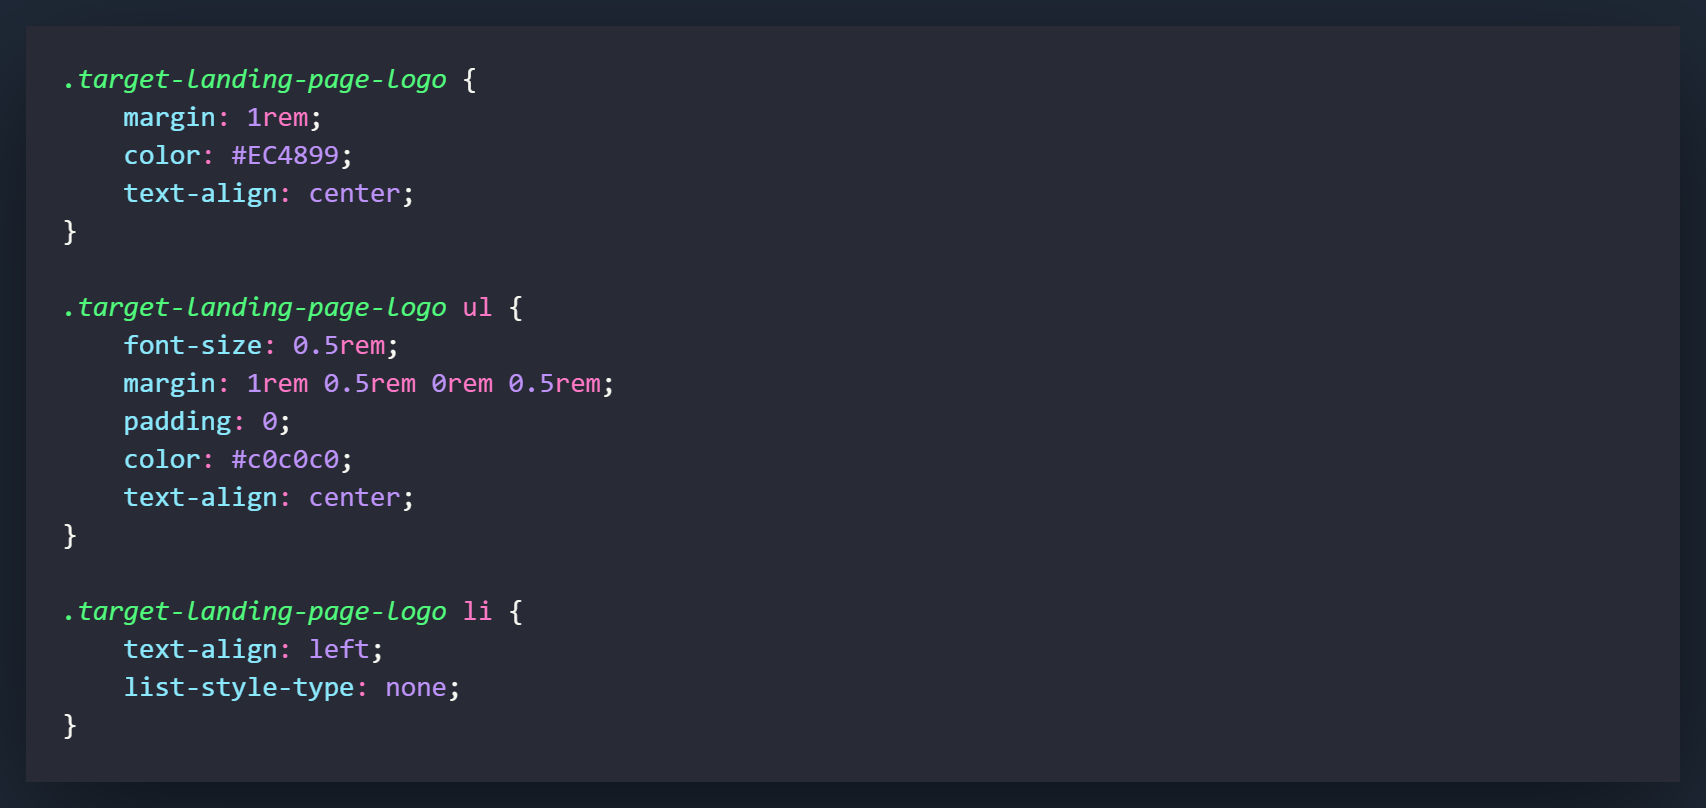 .target-landing-page-logo {
    margin: 1rem;
    color: #EC4899;
    text-align: center;
}

.target-landing-page-logo ul {
    font-size: 0.5rem;
    margin: 1rem 0.5rem 0rem 0.5rem;
    padding: 0;
    color: #c0c0c0;
    text-align: center;
}

.target-landing-page-logo li {
    text-align: left;
    list-style-type: none;
}